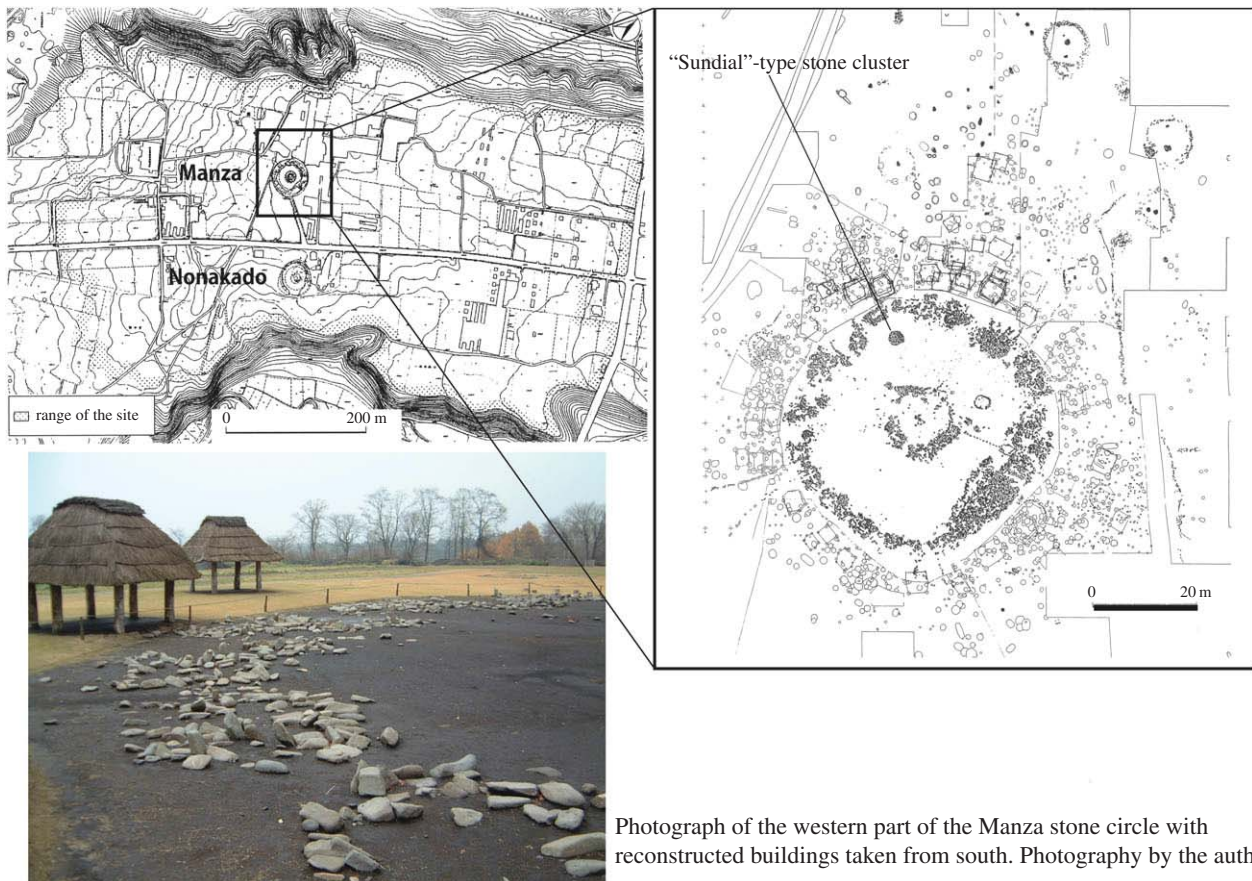 “Sundial”-type stone cluster
Manza
Nonakado
range of the site
0 200 m
0 20 m
Photograph of the western part of the Manza stone circle with
reconstructed buildings taken from south. Photography by the auth